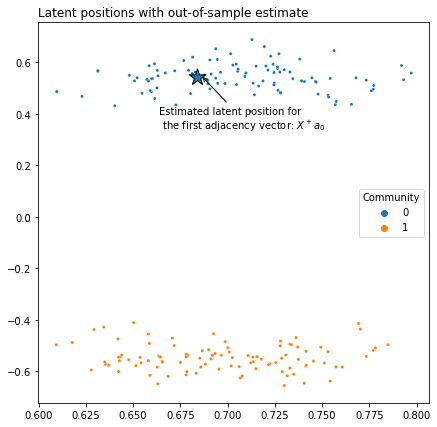 Latent positions with out-of-sample estimate
0.6
0.4
0.2
0.0
−0.2
−0.4
−0.6
Estimated latent position for
the first adjacency vector: X⁺a₀
Community
0
1
0.600 0.625 0.650 0.675 0.700 0.725 0.750 0.775 0.800